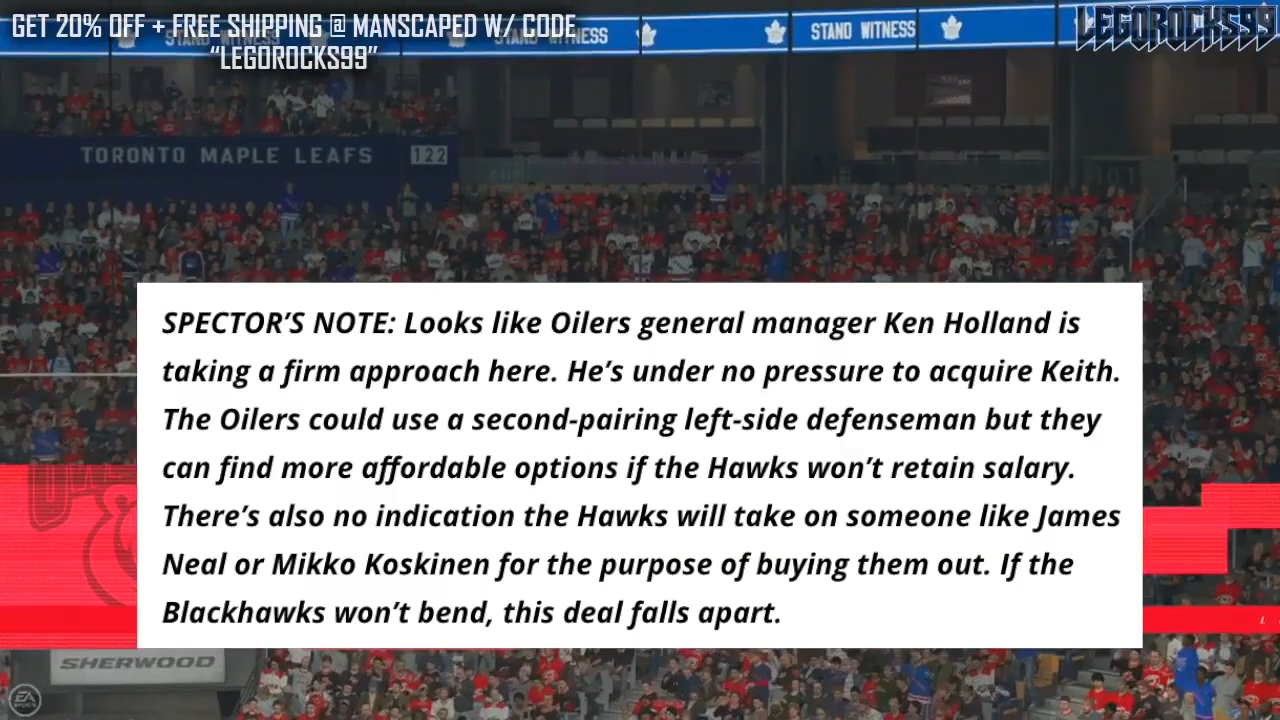 GET 20% OFF + FREE SHIPPING @ MANSCAPED W/ CODE
"LEGOROCKS99"
LEGOROCKS99
STAND WITNESS
STAND WITNESS
STAND WITNESS
TORONTO MAPLE LEAFS 122
SPECTOR'S NOTE: Looks like Oilers general manager Ken Holland is
taking a firm approach here. He's under no pressure to acquire Keith.
The Oilers could use a second-pairing left-side defenseman but they
can find more affordable options if the Hawks won't retain salary.
There's also no indication the Hawks will take on someone like James
Neal or Mikko Koskinen for the purpose of buying them out. If the
Blackhawks won't bend, this deal falls apart.
SHERWOOD
EA
SPORTS